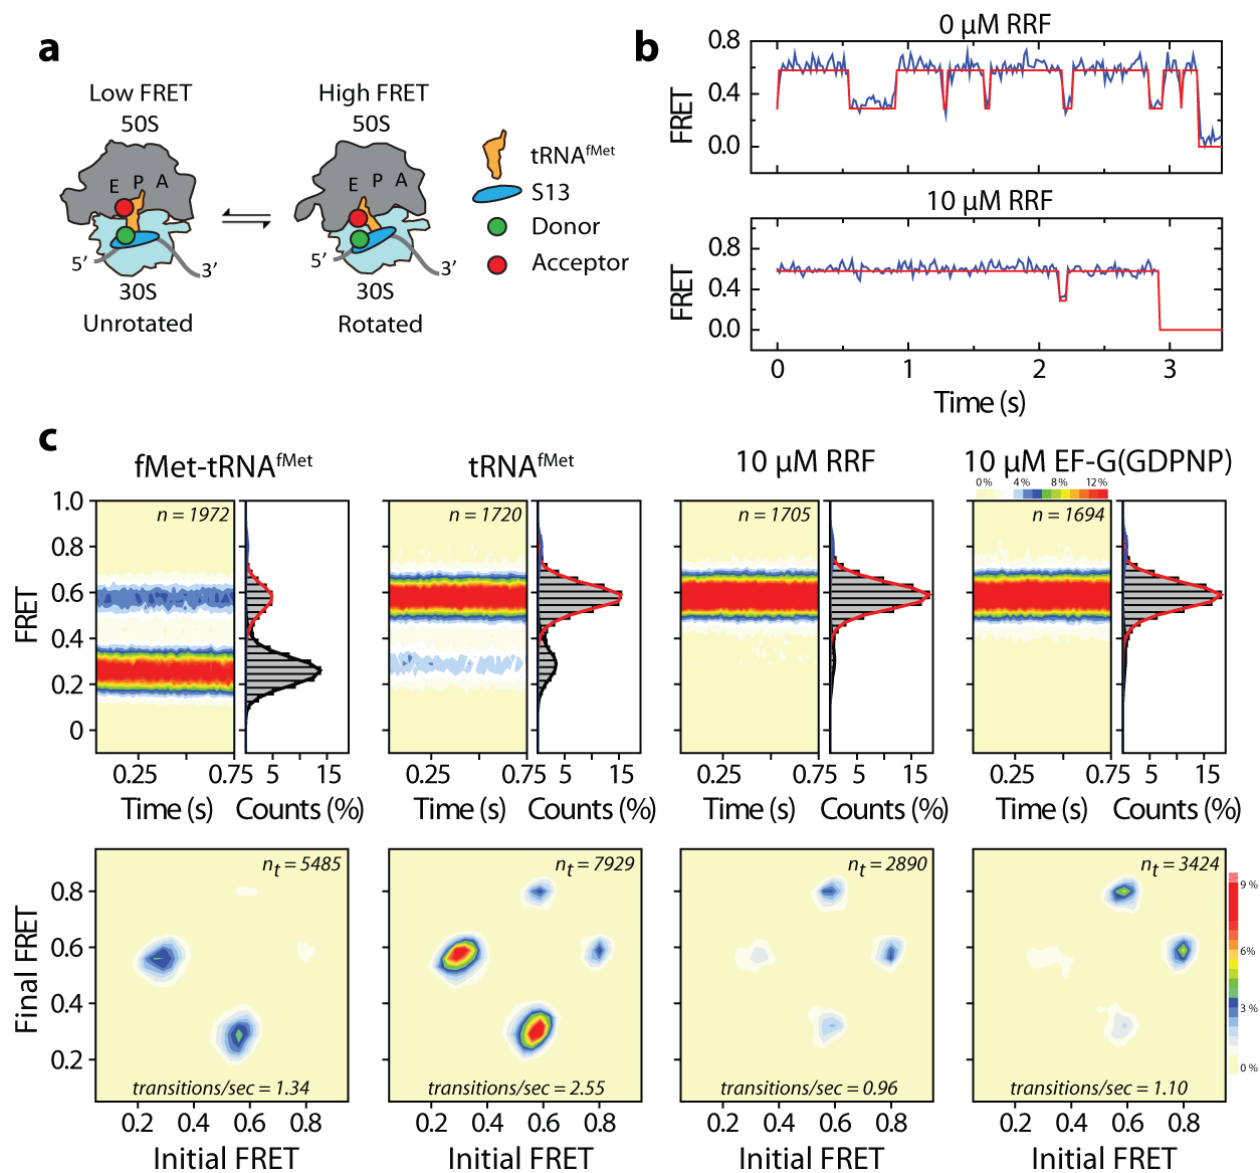 a
Low FRET
50S
E P A
5′
3′
30S
Unrotated
High FRET
50S
E P A
5′
3′
30S
Rotated
tRNAfMet
S13
Donor
Acceptor
b
0 µM RRF
FRET
0.8
0.4
0.0
10 µM RRF
FRET
0.8
0.4
0.0
0 1 2 3
Time (s)
c
fMet-tRNAfMet
tRNAfMet
10 µM RRF
10 µM EF-G(GDPNP)
0% 4% 8% 12%
n = 1972
n = 1720
n = 1705
n = 1694
FRET
1.0
0.8
0.6
0.4
0.2
0
0.25 0.75 5 15
0.25 0.75 5 15
0.25 0.75 5 15
0.25 0.75 5 15
Time (s) Counts (%)
Time (s) Counts (%)
Time (s) Counts (%)
Time (s) Counts (%)
nt = 5485
nt = 7929
nt = 2890
nt = 3424
Final FRET
0.8
0.6
0.4
0.2
9 %
6%
3 %
0 %
transitions/sec = 1.34
transitions/sec = 2.55
transitions/sec = 0.96
transitions/sec = 1.10
0.2 0.4 0.6 0.8
0.2 0.4 0.6 0.8
0.2 0.4 0.6 0.8
0.2 0.4 0.6 0.8
Initial FRET
Initial FRET
Initial FRET
Initial FRET